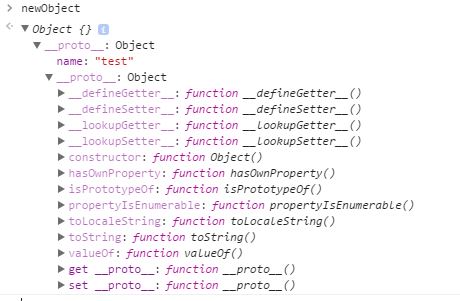 newObject
Object {}
__proto__: Object
name: "test"
__proto__: Object
__defineGetter__: function __defineGetter__()
__defineSetter__: function __defineSetter__()
__lookupGetter__: function __lookupGetter__()
__lookupSetter__: function __lookupSetter__()
constructor: function Object()
hasOwnProperty: function hasOwnProperty()
isPrototypeOf: function isPrototypeOf()
propertyIsEnumerable: function propertyIsEnumerable()
toLocaleString: function toLocaleString()
toString: function toString()
valueOf: function valueOf()
get __proto__: function __proto__()
set __proto__: function __proto__()